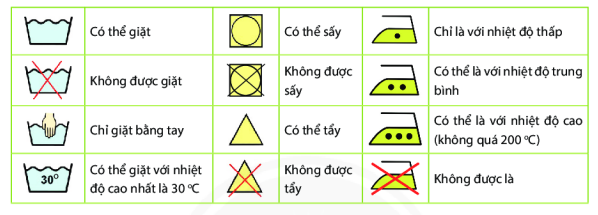 Có thể giặt
Có thể sấy
Chỉ là với nhiệt độ thấp
Không được giặt
Không được
sấy
Có thể là với nhiệt độ trung
bình
Chỉ giặt bằng tay
Có thể tẩy
Có thể là với nhiệt độ cao
(không quá 200 ºC)
30º
Có thể giặt với nhiệt
độ cao nhất là 30 ºC
Không được
tẩy
Không được là